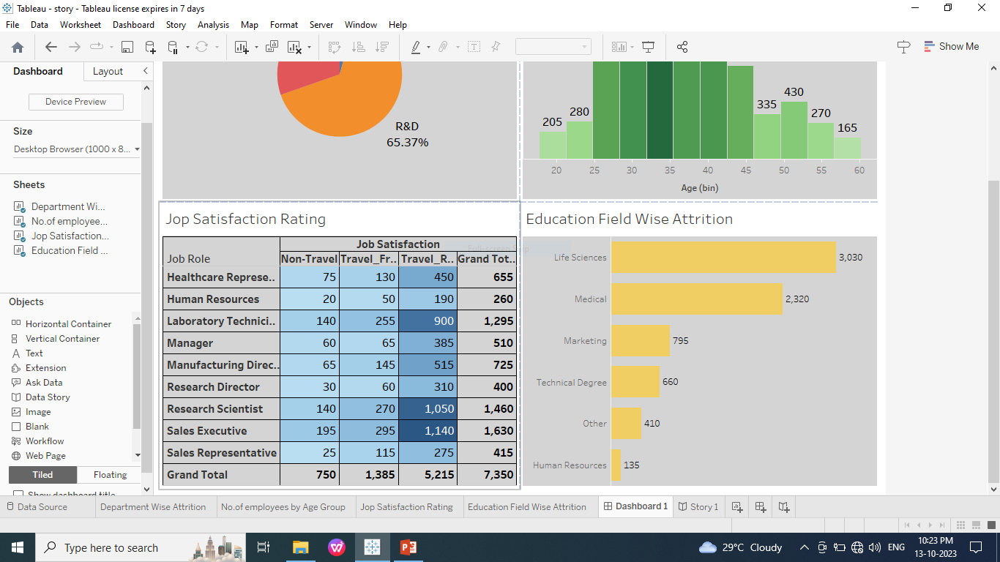 Tableau - story - Tableau license expires in 7 days
File Data Worksheet Dashboard Story Analysis Map Format Server Window Help
Show Me
Dashboard Layout
Device Preview
Size
Desktop Browser (1000 x 8...
Sheets
Department Wi...
No.of employee...
Jop Satisfaction...
Education Field ...
Objects
Horizontal Container
Vertical Container
Text
Extension
Ask Data
Data Story
Image
Blank
Workflow
Web Page
Tiled Floating
Show dashboard title
R&D
65.37%
205 280 335 430 270 165
20 25 30 35 40 45 50 55 60
Age (bin)
Jop Satisfaction Rating
Job Satisfaction
Job Role Non-Travel Travel_Fr.. Travel_R.. Grand Tot..
Healthcare Represe.. 75 130 450 655
Human Resources 20 50 190 260
Laboratory Technici.. 140 255 900 1,295
Manager 60 65 385 510
Manufacturing Direc.. 65 145 515 725
Research Director 30 60 310 400
Research Scientist 140 270 1,050 1,460
Sales Executive 195 295 1,140 1,630
Sales Representative 25 115 275 415
Grand Total 750 1,385 5,215 7,350
Education Field Wise Attrition
Life Sciences 3,030
Medical 2,320
Marketing 795
Technical Degree 660
Other 410
Human Resources 135
Data Source Department Wise Attrition No.of employees by Age Group Jop Satisfaction Rating Education Field Wise Attrition Dashboard 1 Story 1
Type here to search
29°C Cloudy
ENG
10:23 PM
13-10-2023